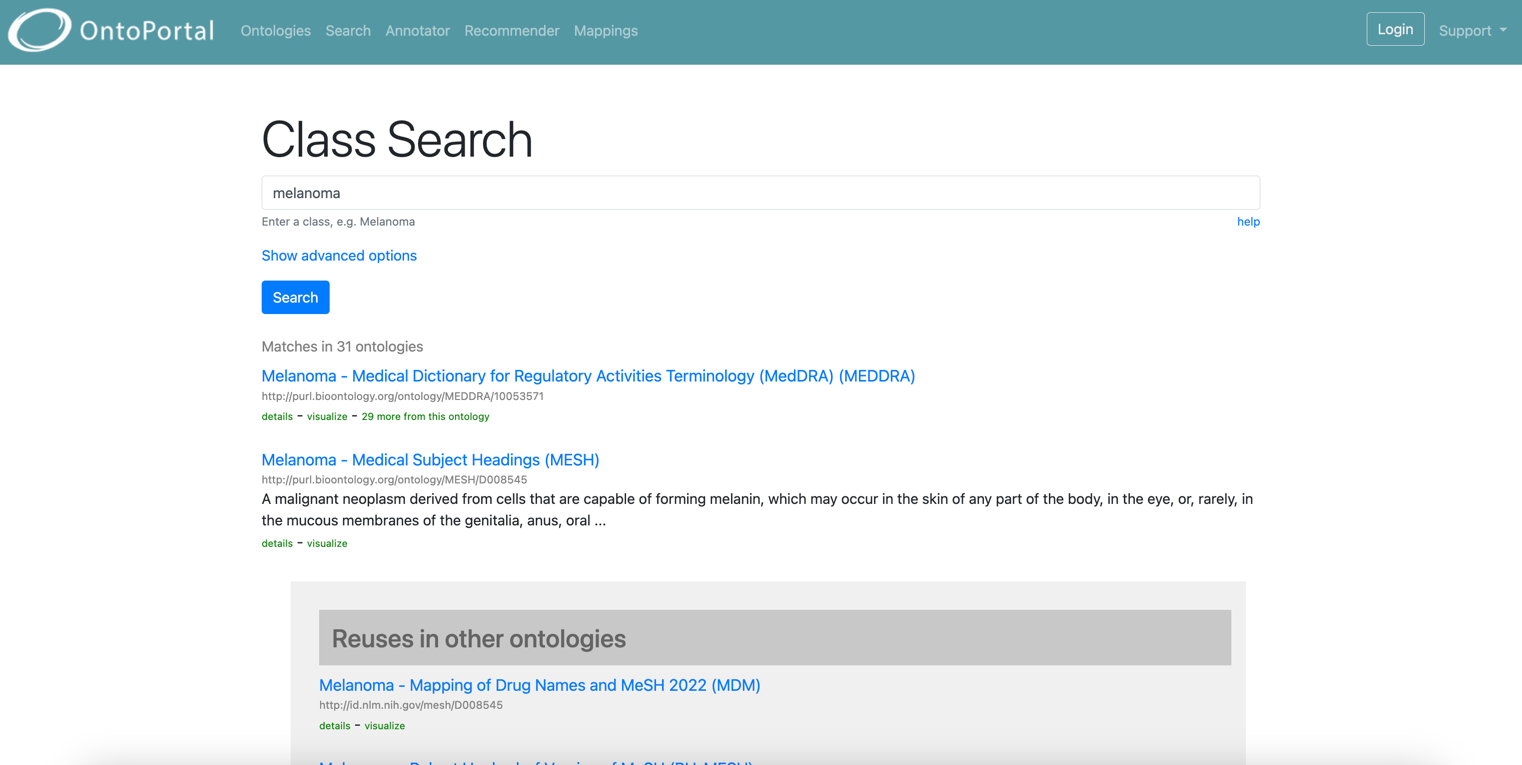 OntoPortal Ontologies Search Annotator Recommender Mappings Login Support
Class Search
melanoma
Enter a class, e.g. Melanoma help
Show advanced options
Search
Matches in 31 ontologies
Melanoma - Medical Dictionary for Regulatory Activities Terminology (MedDRA) (MEDDRA)
http://purl.bioontology.org/ontology/MEDDRA/10053571
details - visualize - 29 more from this ontology
Melanoma - Medical Subject Headings (MESH)
http://purl.bioontology.org/ontology/MESH/D008545
A malignant neoplasm derived from cells that are capable of forming melanin, which may occur in the skin of any part of the body, in the eye, or, rarely, in
the mucous membranes of the genitalia, anus, oral ...
details - visualize
Reuses in other ontologies
Melanoma - Mapping of Drug Names and MeSH 2022 (MDM)
http://id.nlm.nih.gov/mesh/D008545
details - visualize